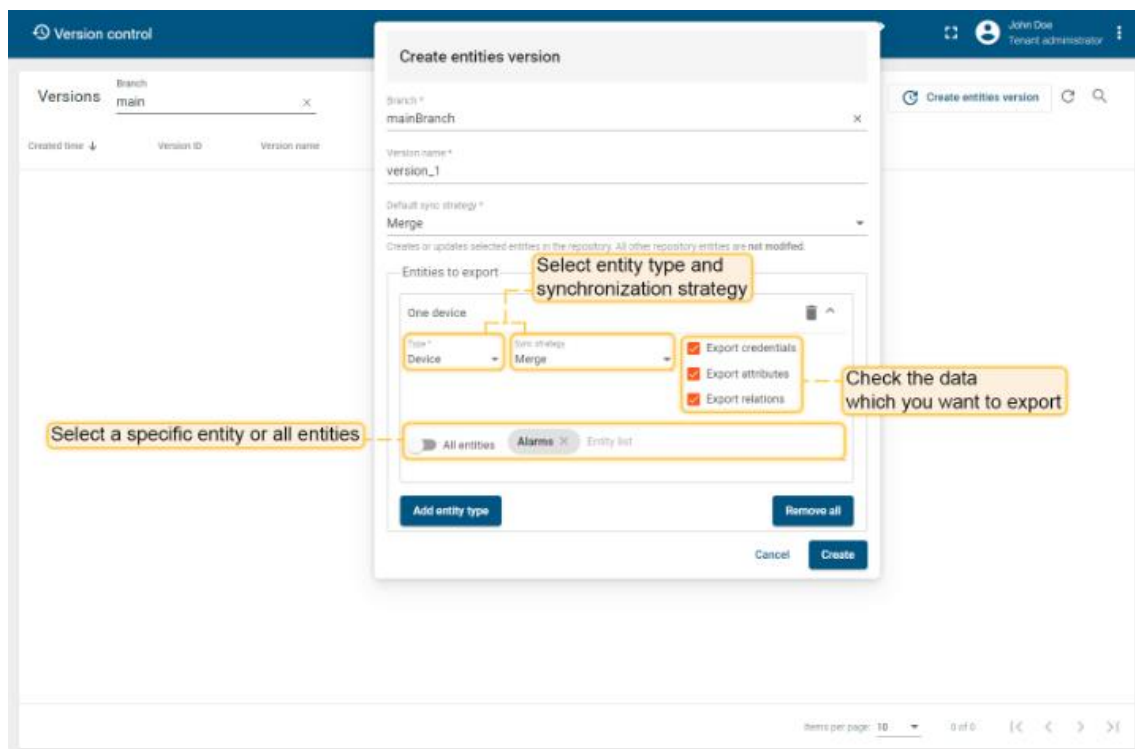 Version control
John Doe
Tenant administrator
Create entities version
Versions
Branch
main
Create entities version
Created time
Version ID
Version name
Branch *
mainBranch
Version name *
version_1
Default sync strategy *
Merge
Creates or updates selected entities in the repository. All other repository entities are not modified.
Entities to export
Select entity type and
synchronization strategy
One device
Type *
Device
Sync strategy
Merge
Export credentials
Export attributes
Export relations
Check the data
which you want to export
Select a specific entity or all entities
All entities
Alarms
Entity list
Add entity type
Remove all
Cancel
Create
Items per page: 10
0 of 0